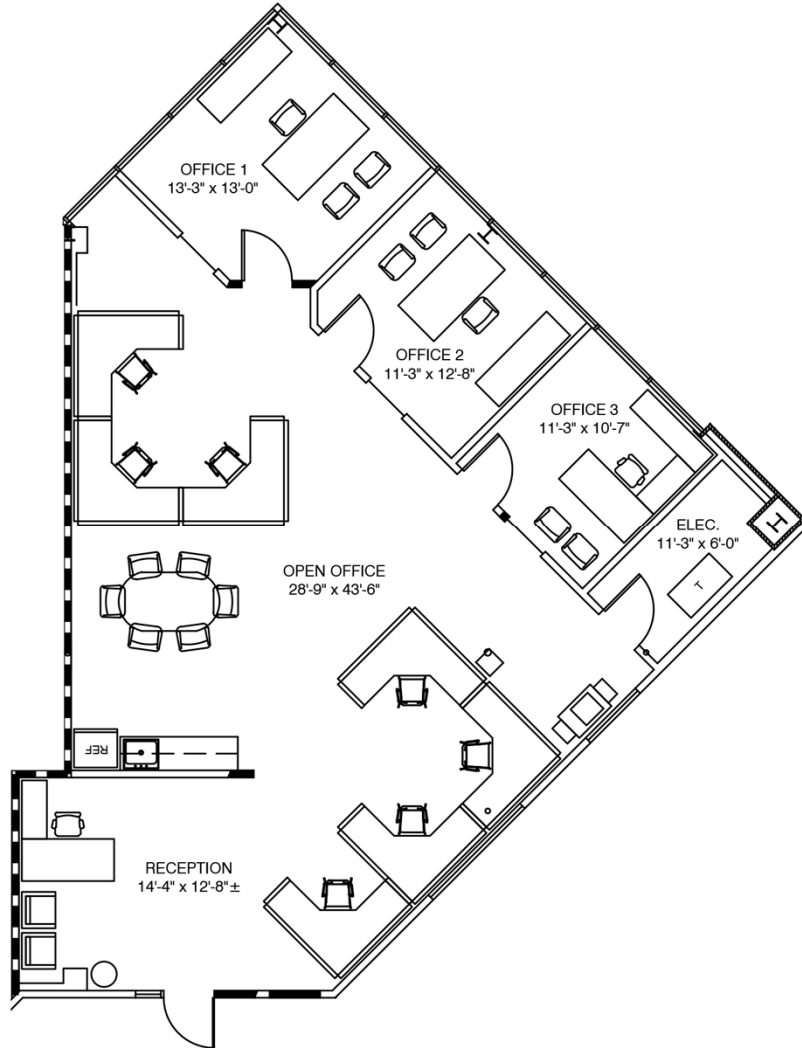 OFFICE 1
13'-3" x 13'-0"
OFFICE 2
11'-3" x 12'-8"
OFFICE 3
11'-3" x 10'-7"
ELEC.
11'-3" x 6'-0"
T
OPEN OFFICE
28'-9" x 43'-6"
REF
RECEPTION
14'-4" x 12'-8"±